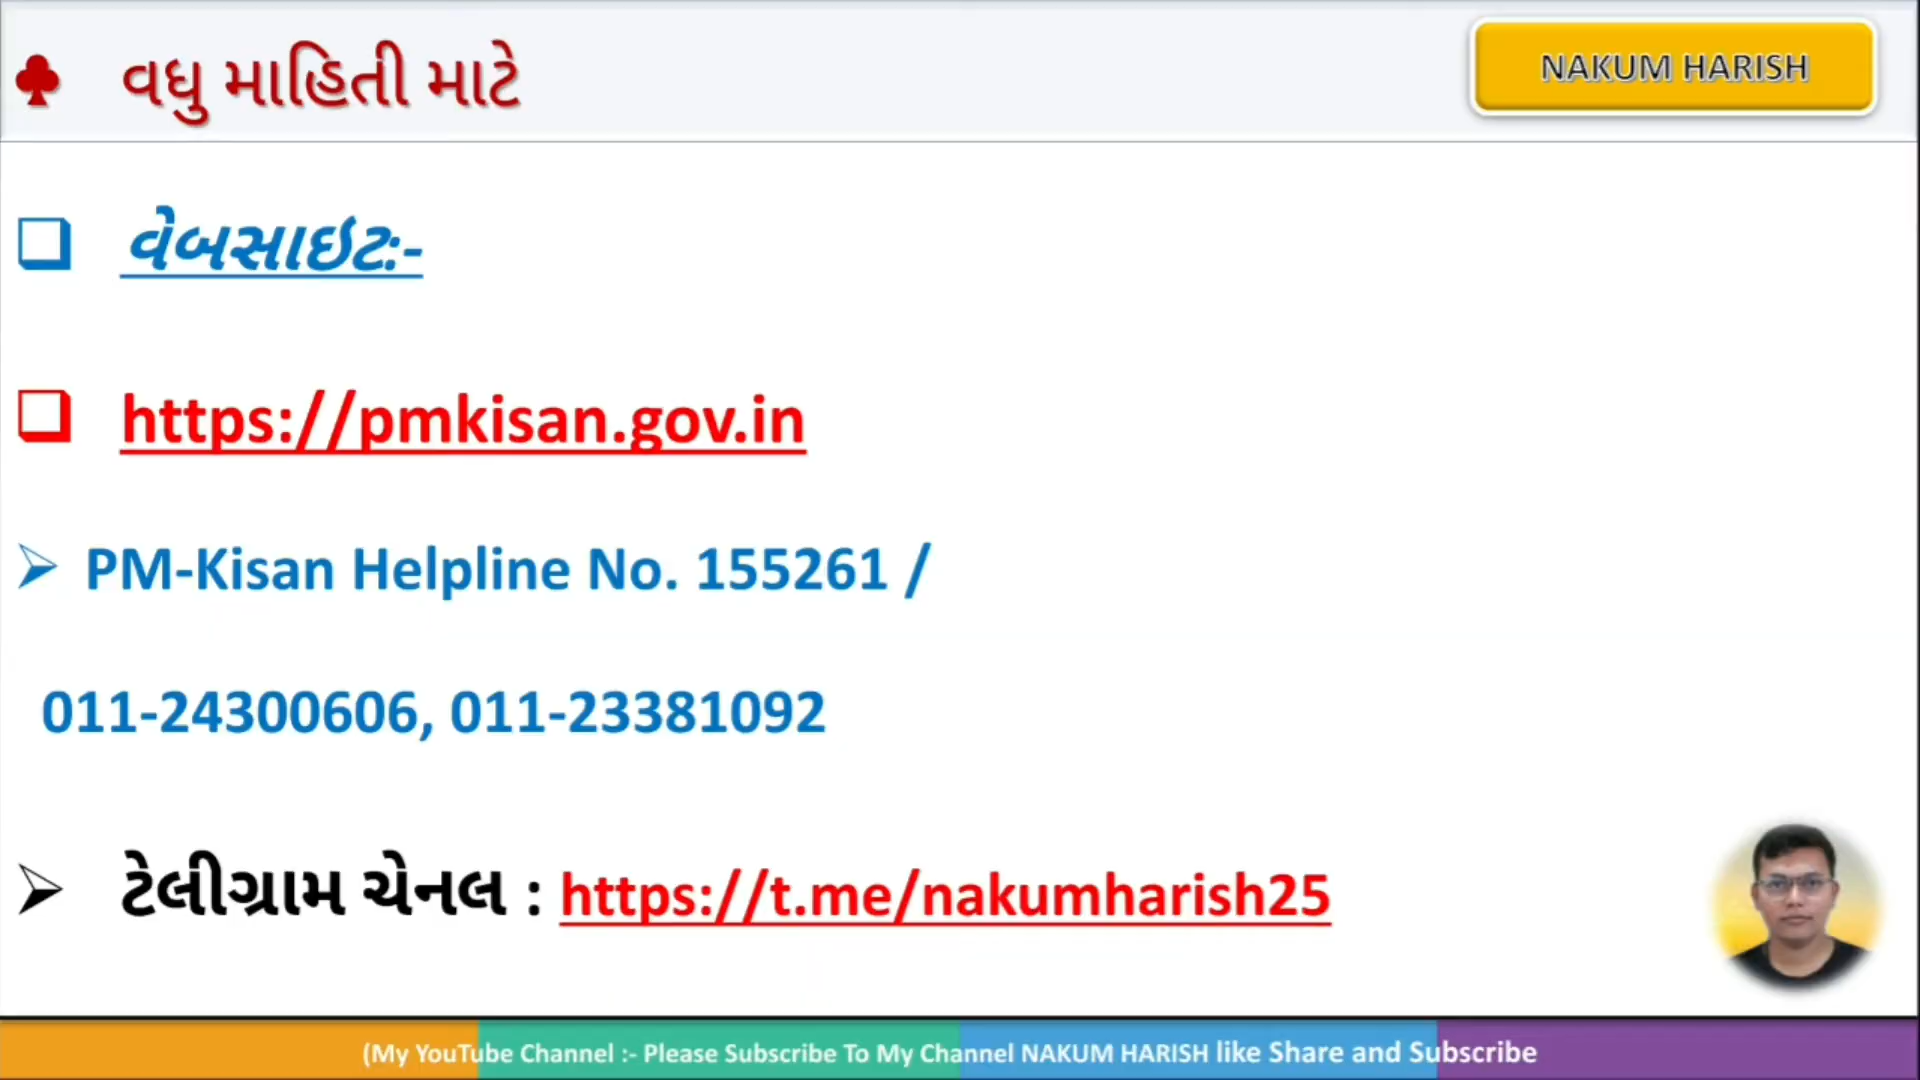 વધુ માહિતી માટે
NAKUM HARISH
વેબસાઇટ:-
https://pmkisan.gov.in
PM-Kisan Helpline No. 155261 /
011-24300606, 011-23381092
ટેલીગ્રામ ચેનલ : https://t.me/nakumharish25
(My YouTube Channel :- Please Subscribe To My Channel NAKUM HARISH like Share and Subscribe